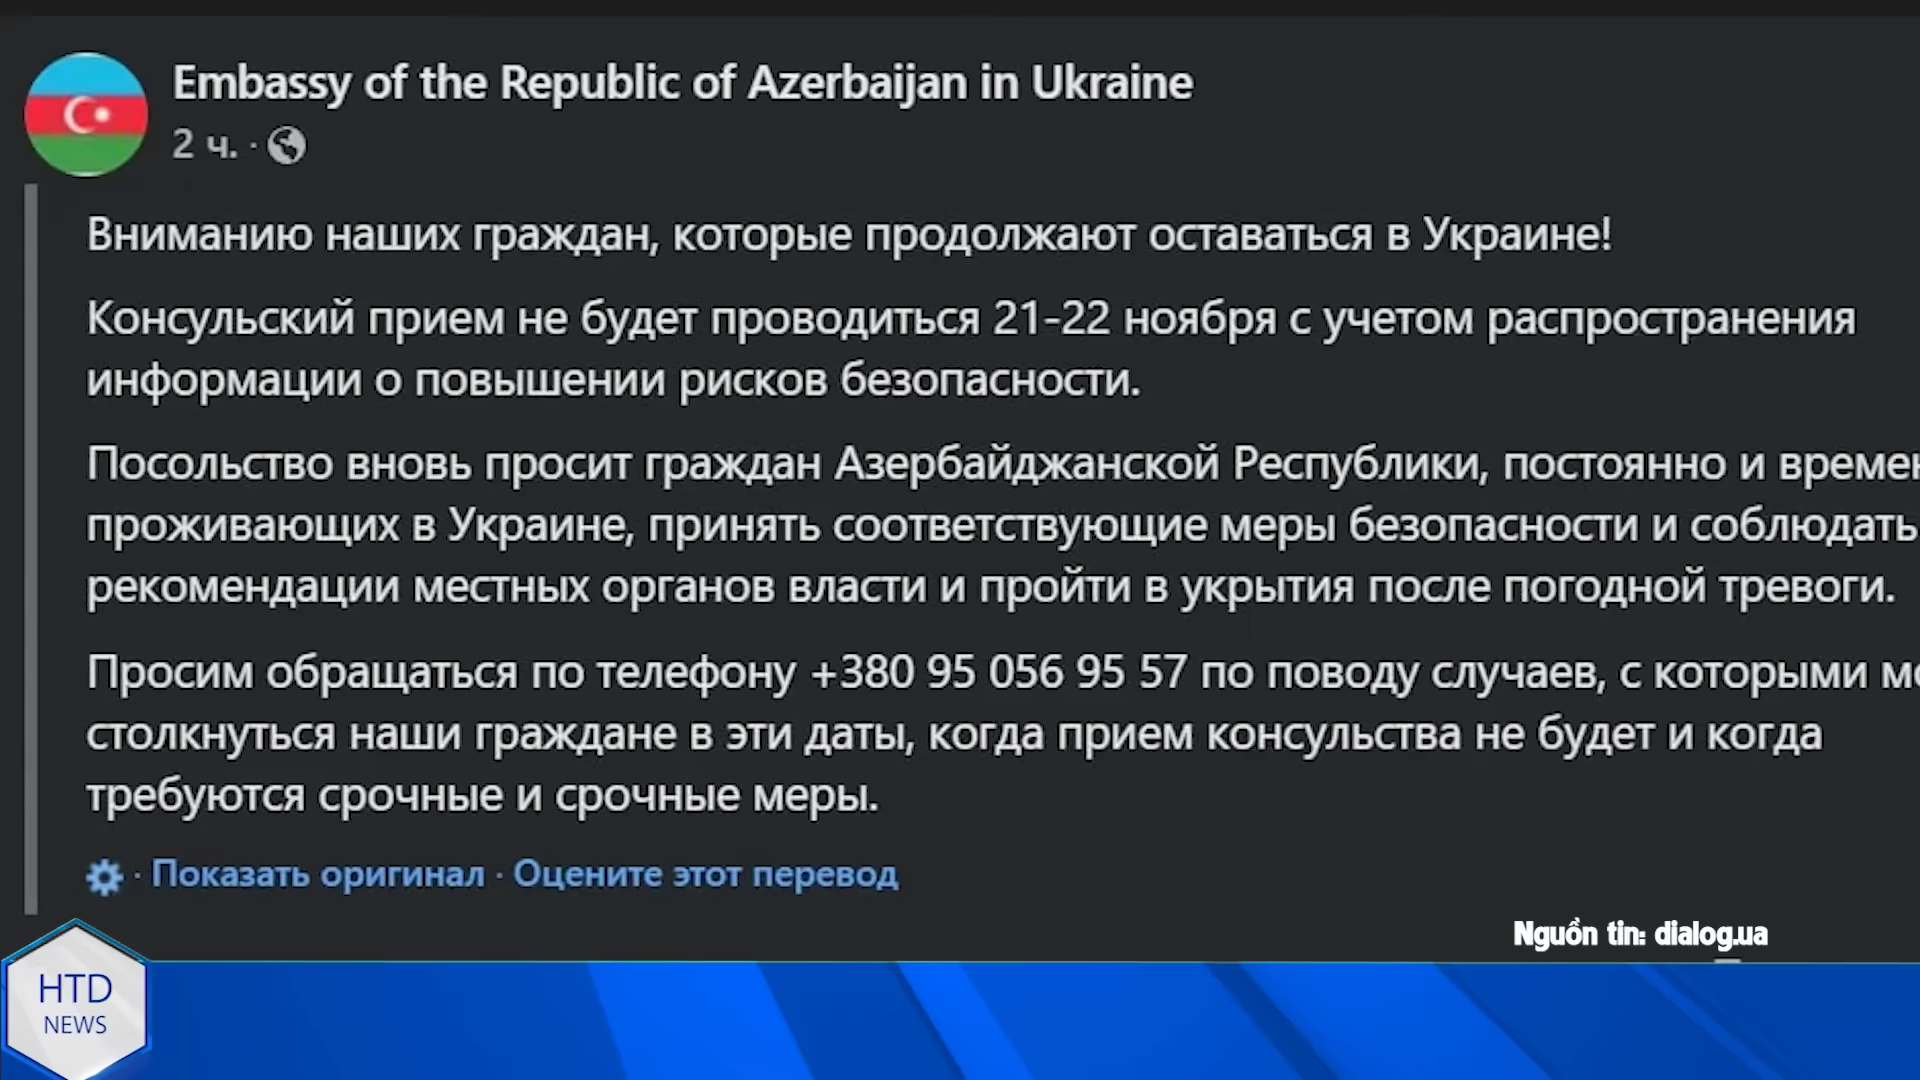 Embassy of the Republic of Azerbaijan in Ukraine
2 ч. ·
Вниманию наших граждан, которые продолжают оставаться в Украине!
Консульский прием не будет проводиться 21-22 ноября с учетом распространения
информации о повышении рисков безопасности.
Посольство вновь просит граждан Азербайджанской Республики, постоянно и
проживающих в Украине, принять соответствующие меры безопасности и соблюдать
рекомендации местных органов власти и пройти в укрытия после погодной тревоги.
Просим обращаться по телефону +380 95 056 95 57 по поводу случаев, с которыми
столкнуться наши граждане в эти даты, когда прием консульства не будет и когда
требуются срочные и срочные меры.
· Показать оригинал · Оцените этот перевод
Nguồn tin: dialog.ua
HTD
NEWS